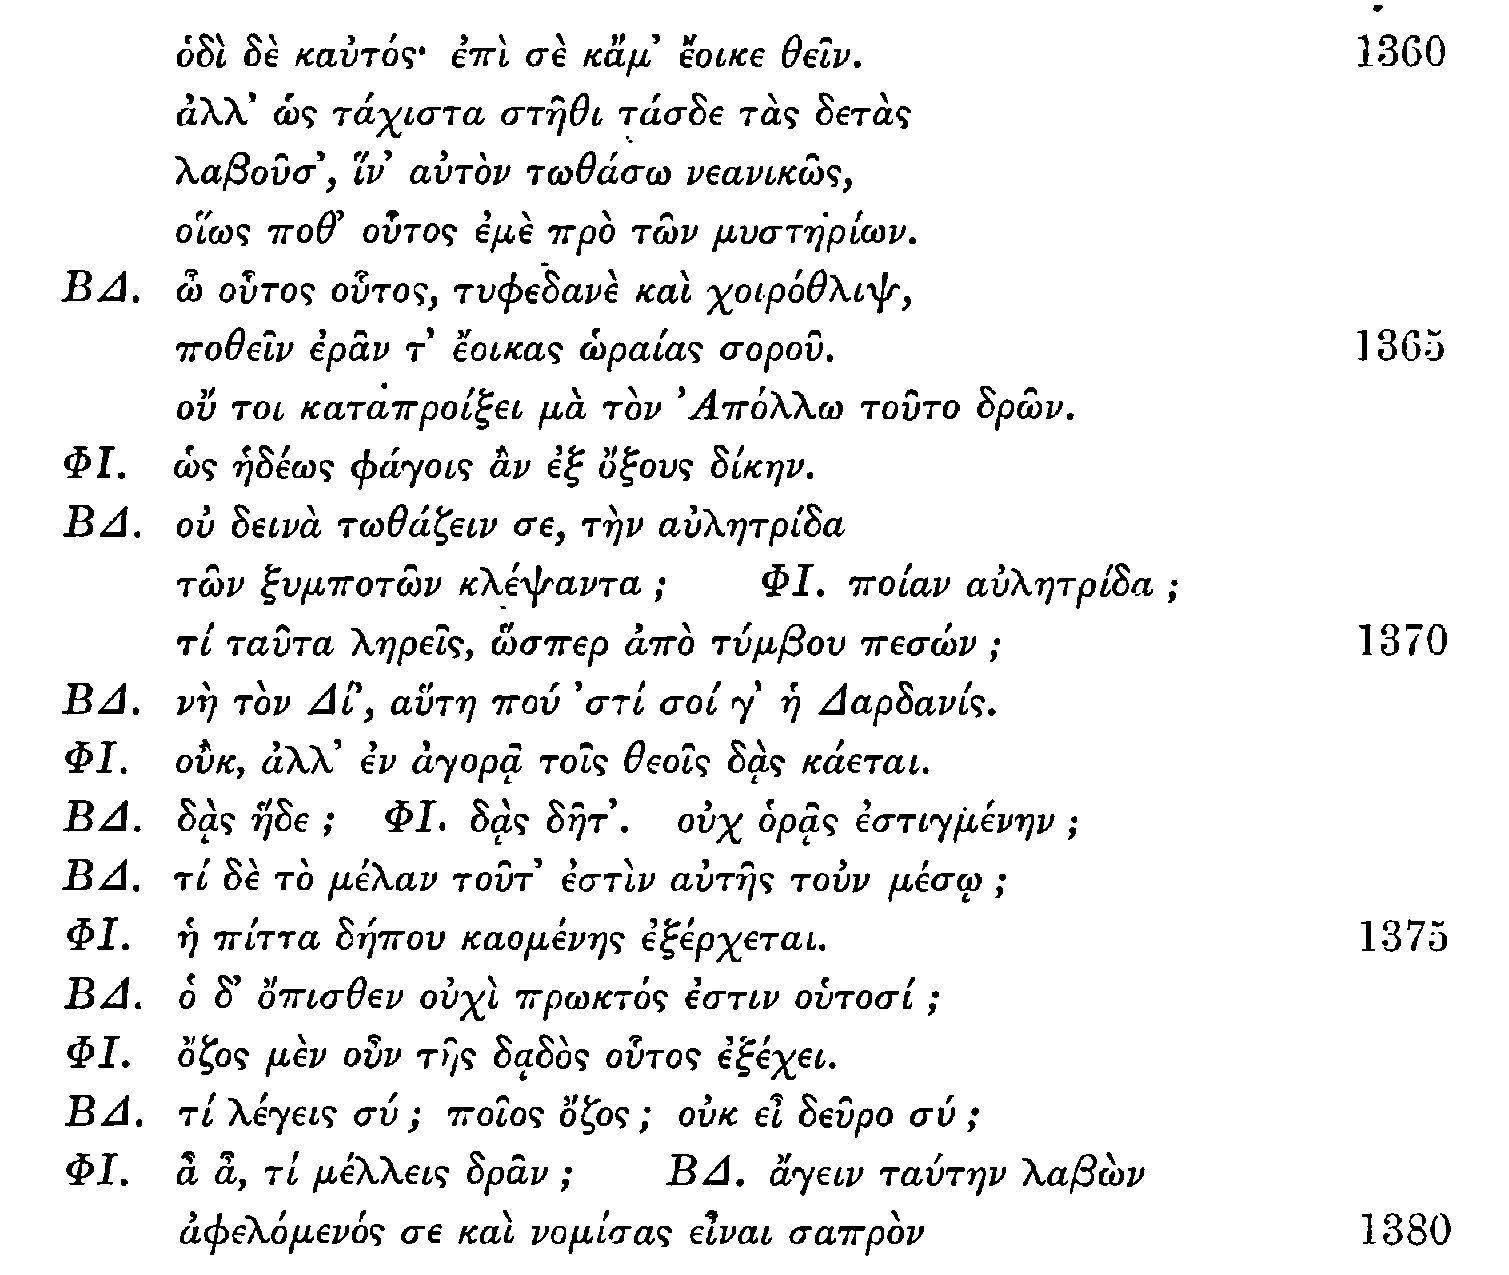 ὁδὶ δὲ καὐτός· ἐπὶ σὲ κἄμ’ ἔοικε θεῖν. 1360
ἀλλ’ ὡς τάχιστα στῆθι τάσδε τὰς δετὰς
λαβοῦσ’, ἵν’ αὐτὸν τωθάσω νεανικῶς,
οἵως ποθ’ οὗτος ἐμὲ πρὸ τῶν μυστηρίων.
ΒΔ. ὦ οὗτος οὗτος, τυφεδανὲ καὶ χοιρόθλιψ,
ποθεῖν ἐρᾶν τ’ ἔοικας ὡραίας σοροῦ. 1365
οὔ τοι καταπροίξει μὰ τὸν Ἀπόλλω τοῦτο δρῶν.
ΦΙ. ὡς ἡδέως φάγοις ἂν ἐξ ὄξους δίκην.
ΒΔ. οὐ δεινὰ τωθάζειν σε, τὴν αὐλητρίδα
τῶν ξυμποτῶν κλέψαντα; ΦΙ. ποίαν αὐλητρίδα;
τί ταῦτα ληρεῖς, ὥσπερ ἀπὸ τύμβου πεσών; 1370
ΒΔ. νὴ τὸν Δί’, αὕτη πού ’στί σοί γ’ ἡ Δαρδανίς.
ΦΙ. οὔκ, ἀλλ’ ἐν ἀγορᾷ τοῖς θεοῖς δᾲς κάεται.
ΒΔ. δᾲς ἥδε; ΦΙ. δᾲς δῆτ’. οὐχ ὁρᾷς ἐστιγμένην;
ΒΔ. τί δὲ τὸ μέλαν τοῦτ’ ἐστὶν αὐτῆς τοὐν μέσῳ;
ΦΙ. ἡ πίττα δήπου καομένης ἐξέρχεται. 1375
ΒΔ. ὁ δ’ ὄπισθεν οὐχὶ πρωκτός ἐστιν οὑτοσί;
ΦΙ. ὄζος μὲν οὖν τῆς δᾳδὸς οὗτος ἐξέχει.
ΒΔ. τί λέγεις σύ; ποῖος ὄζος; οὐκ εἶ δεῦρο σύ;
ΦΙ. ἆ ἆ, τί μέλλεις δρᾶν; ΒΔ. ἄγειν ταύτην λαβὼν
ἀφελόμενός σε καὶ νομίσας εἶναι σαπρὸν 1380